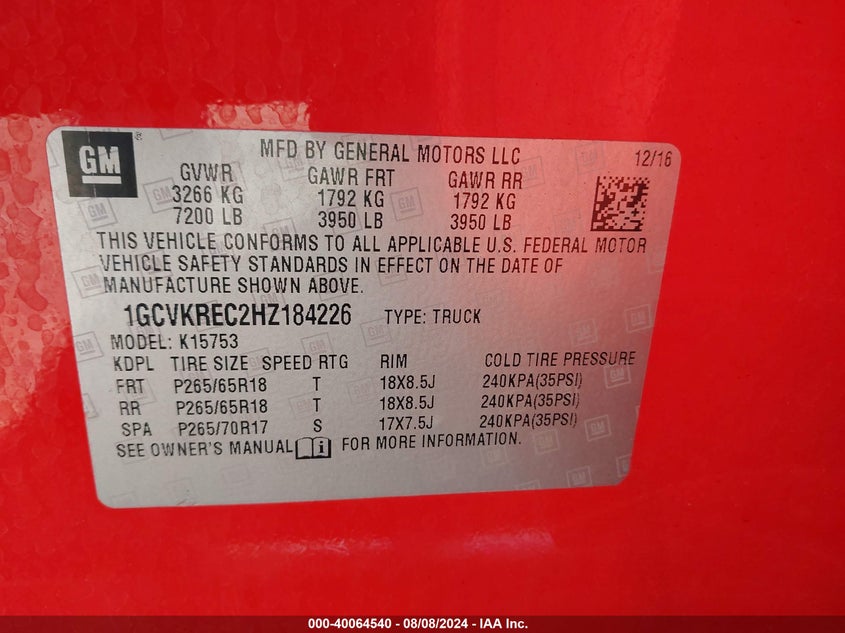 GM
MFD BY GENERAL MOTORS LLC 12/16
GVWR GAWR FRT GAWR RR
3266 KG 1792 KG 1792 KG
7200 LB 3950 LB 3950 LB
THIS VEHICLE CONFORMS TO ALL APPLICABLE U.S. FEDERAL MOTOR
VEHICLE SAFETY STANDARDS IN EFFECT ON THE DATE OF
MANUFACTURE SHOWN ABOVE.
1GCVKREC2HZ184226 TYPE: TRUCK
MODEL: K15753
KDPL TIRE SIZE SPEED RTG RIM COLD TIRE PRESSURE
FRT P265/65R18 T 18X8.5J 240KPA(35PSI)
RR P265/65R18 T 18X8.5J 240KPA(35PSI)
SPA P265/70R17 S 17X7.5J 240KPA(35PSI)
SEE OWNER'S MANUAL i FOR MORE INFORMATION.
000-40064540 - 08/08/2024 - IAA Inc.